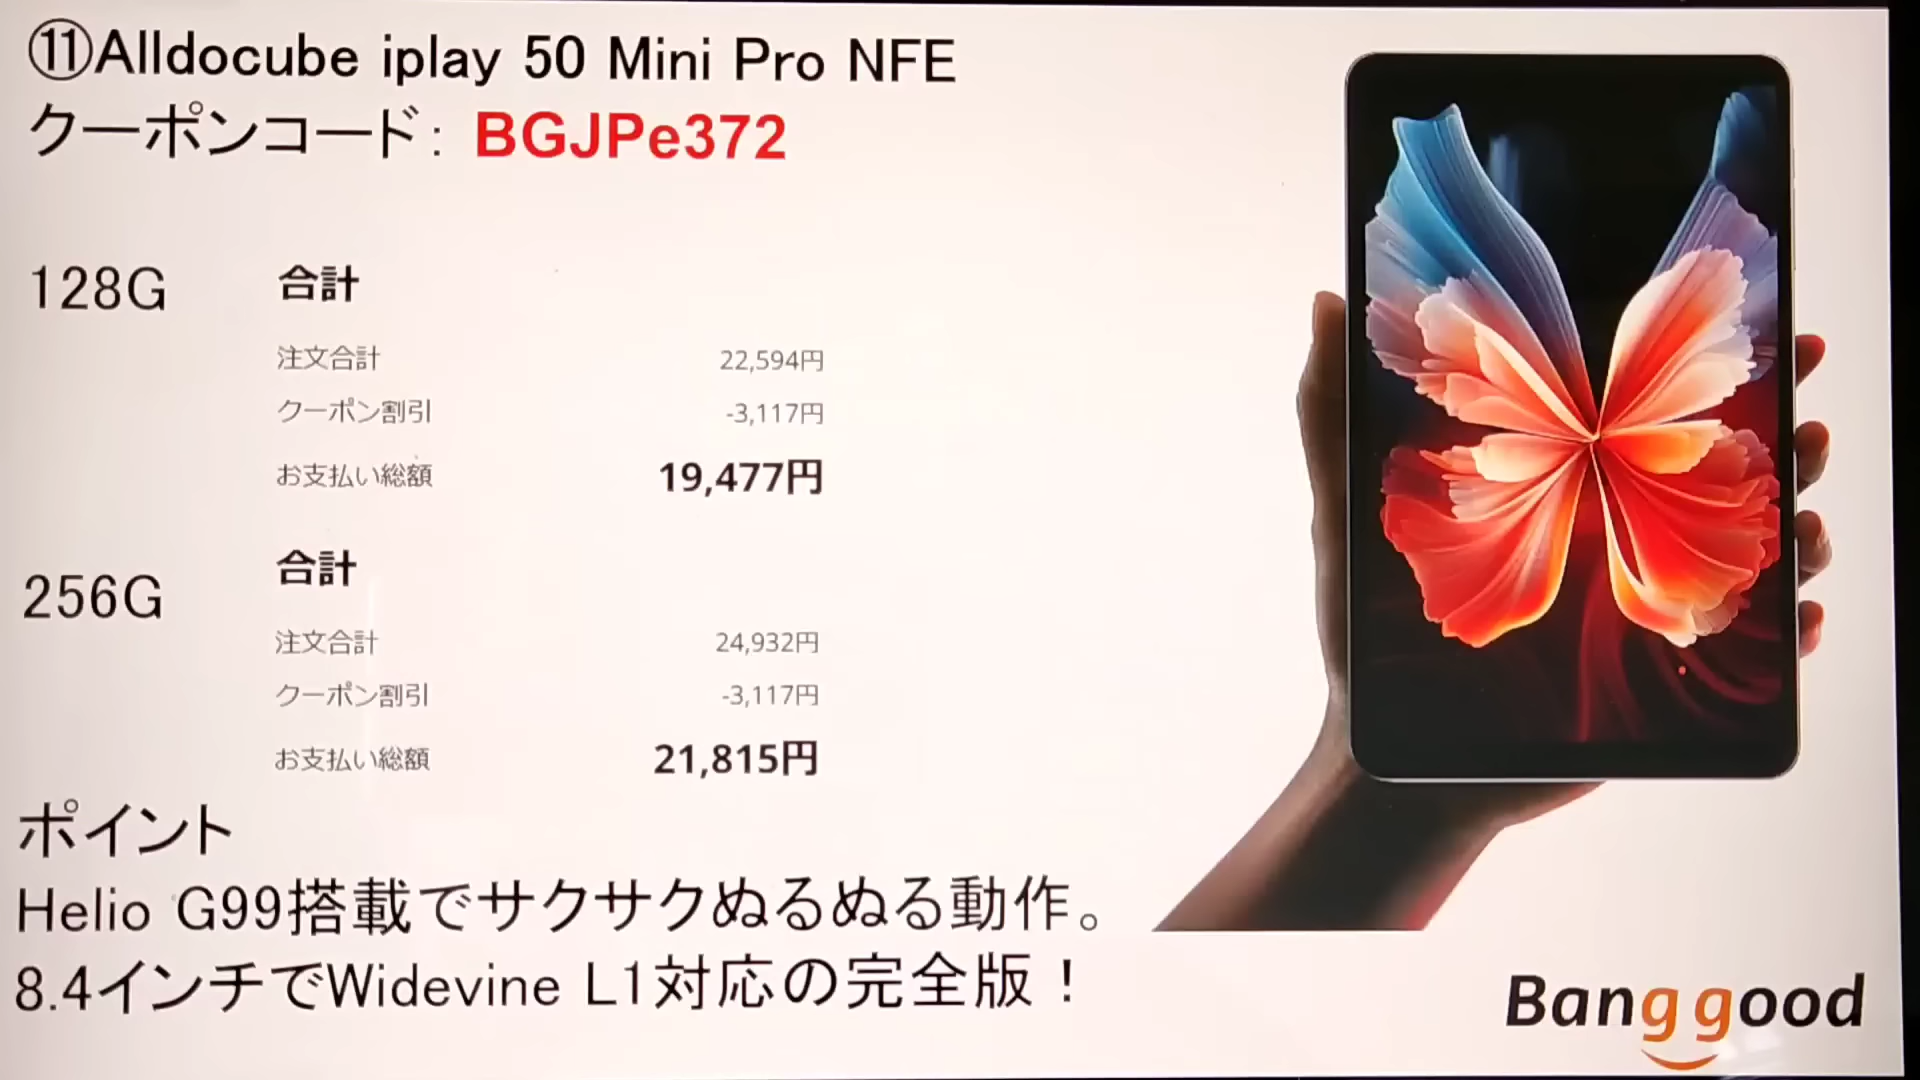 ⑪Alldocube iplay 50 Mini Pro NFE
クーポンコード： BGJPe372
128G
合計
注文合計 22,594円
クーポン割引 -3,117円
お支払い総額 19,477円
256G
合計
注文合計 24,932円
クーポン割引 -3,117円
お支払い総額 21,815円
ポイント
Helio G99搭載でサクサクぬるぬる動作。
8.4インチでWidevine L1対応の完全版！
Banggood